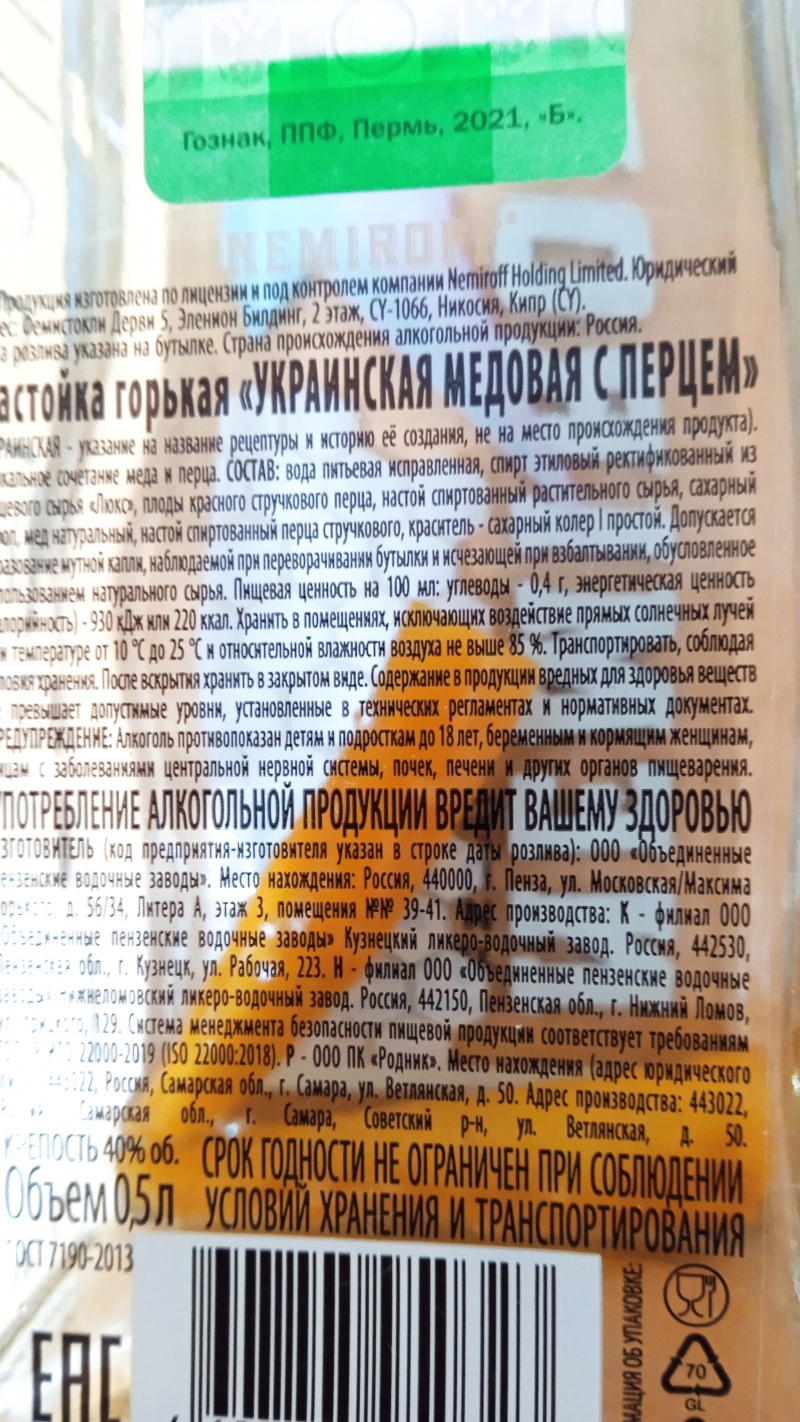 Гознак, ППФ, Пермь, 2021, «Б».
NEMIROF
Продукция изготовлена по лицензии и под контролем компании Nemiroff Holding Limited. Юридический
ес: Фемистокли Дерви 5, Эленион Билдинг, 2 этаж, CY-1066, Никосия, Кипр (CY).
а розлива указана на бутылке. Страна происхождения алкогольной продукции: Россия.
астойка горькая «УКРАИНСКАЯ МЕДОВАЯ С ПЕРЦЕМ»
РАИНСКАЯ - указание на название рецептуры и историю её создания, не на место происхождения продукта).
кальное сочетание меда и перца. СОСТАВ: вода питьевая исправленная, спирт этиловый ректификованный из
щевого сырья «Люкс», плоды красного стручкового перца, настой спиртованный растительного сырья, сахарный
оп, мед натуральный, настой спиртованный перца стручкового, краситель - сахарный колер I простой. Допускается
разование мутной капли, наблюдаемой при переворачивании бутылки и исчезающей при взбалтывании, обусловленное
пользованием натурального сырья. Пищевая ценность на 100 мл: углеводы - 0,4 г, энергетическая ценность
лорийность) - 930 кДж или 220 ккал. Хранить в помещениях, исключающих воздействие прямых солнечных лучей
и температуре от 10 °С до 25 °С и относительной влажности воздуха не выше 85 %. Транспортировать, соблюдая
ловия хранения. После вскрытия хранить в закрытом виде. Содержание в продукции вредных для здоровья веществ
превышает допустимые уровни, установленные в технических регламентах и нормативных документах.
РЕДУПРЕЖДЕНИЕ: Алкоголь противопоказан детям и подросткам до 18 лет, беременным и кормящим женщинам,
ицам с заболеваниями центральной нервной системы, почек, печени и других органов пищеварения.
УПОТРЕБЛЕНИЕ АЛКОГОЛЬНОЙ ПРОДУКЦИИ ВРЕДИТ ВАШЕМУ ЗДОРОВЬЮ
ЗГОТОВИТЕЛЬ (код предприятия-изготовителя указан в строке даты розлива): ООО «Объединенные
ензенские водочные заводы». Место нахождения: Россия, 440000, г. Пенза, ул. Московская/Максима
орького д. 56/34, Литера А, этаж 3, помещения №№ 39-41. Адрес производства: К - филиал ООО
«Объединенные пензенские водочные заводы» Кузнецкий ликеро-водочный завод. Россия, 442530,
Пензенская обл., г. Кузнецк, ул. Рабочая, 223. Н - филиал ООО «Объединенные пензенские водочные
заводы» Нижнеломовский ликеро-водочный завод. Россия, 442150, Пензенская обл., г. Нижний Ломов,
129. Система менеджмента безопасности пищевой продукции соответствует требованиям
22000-2019 (ISO 22000:2018). Р - ООО ПК «Родник». Место нахождения (адрес юридического
Россия, Самарская обл., г. Самара, ул. Ветлянская, д. 50. Адрес производства: 443022,
Самарская обл., г. Самара, Советский р-н, ул. Ветлянская, д. 50.
КРЕПОСТЬ 40% об. СРОК ГОДНОСТИ НЕ ОГРАНИЧЕН ПРИ СОБЛЮДЕНИИ
Объем 0,5 л УСЛОВИЙ ХРАНЕНИЯ И ТРАНСПОРТИРОВАНИЯ
ГОСТ 7190-2013
ЕАС
МАЦИЯ ОБ УПАКОВКЕ:
70
GL